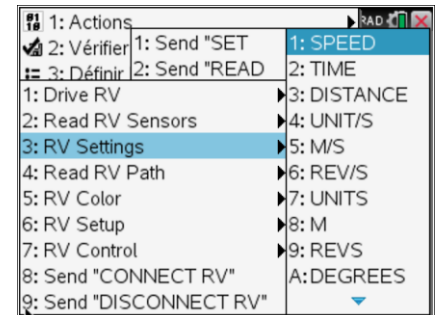 1: Actions
RAD
2: Vérifier
3: Définir
1: Send "SET
2: Send "READ
1: Drive RV
2: Read RV Sensors
3: RV Settings
4: Read RV Path
5: RV Color
6: RV Setup
7: RV Control
8: Send "CONNECT RV"
9: Send "DISCONNECT RV"
1: SPEED
2: TIME
3: DISTANCE
4: UNIT/S
5: M/S
6: REV/S
7: UNITS
8: M
9: REVS
A:DEGREES